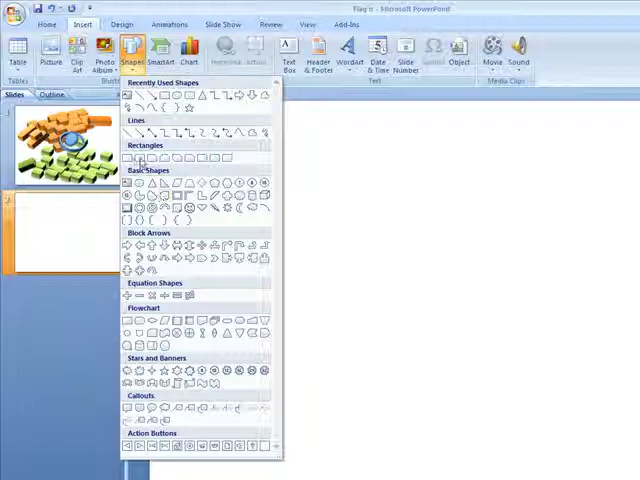 Flag o - Microsoft PowerPoint
Home Insert Design Animations Slide Show Review View Add-Ins
Table Picture Clip Art Photo Album Shapes SmartArt Chart Hyperlink Action Text Box Header & Footer WordArt Date & Time Slide Number Symbol Object Movie Sound
Tables Text Media Clips
Slides Outline
Recently Used Shapes
Lines
Rectangles
Basic Shapes
Block Arrows
Equation Shapes
Flowchart
Stars and Banners
Callouts
Action Buttons